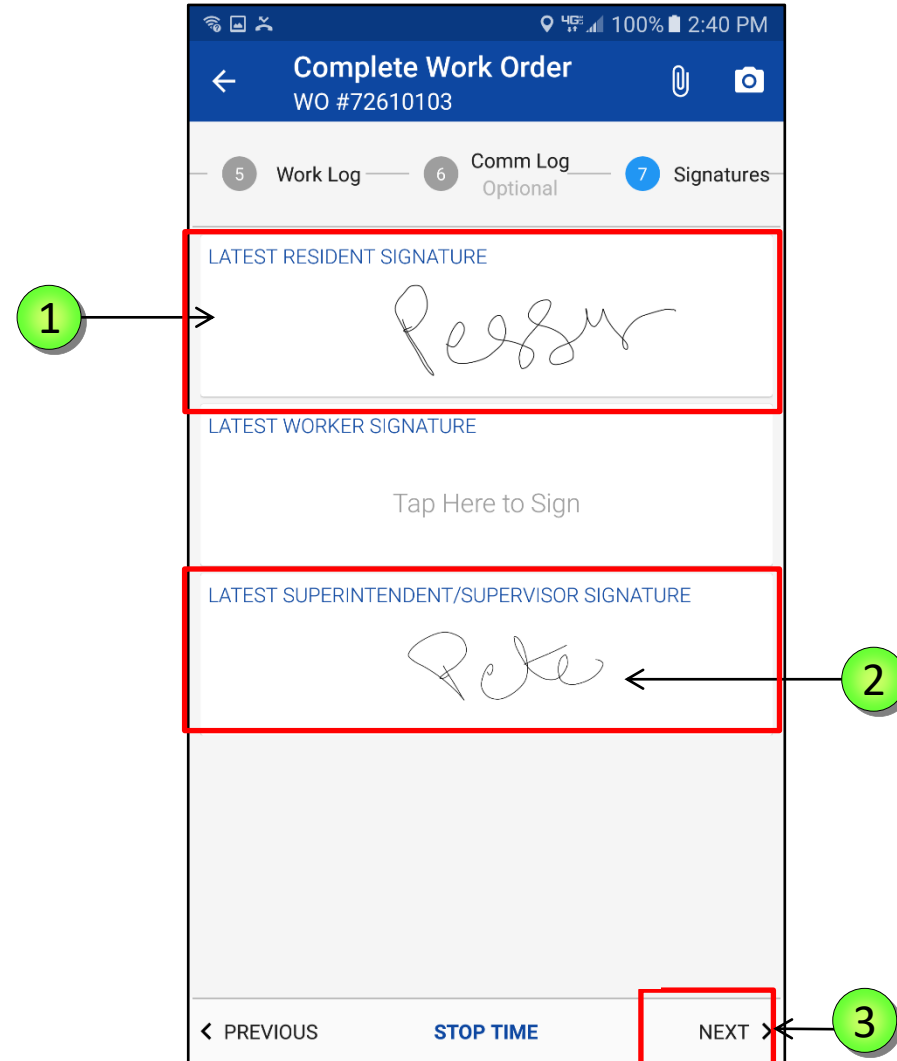 100% 2:40 PM
Complete Work Order
WO #72610103
5 Work Log 6 Comm Log Optional 7 Signatures
LATEST RESIDENT SIGNATURE
1
LATEST WORKER SIGNATURE
Tap Here to Sign
LATEST SUPERINTENDENT/SUPERVISOR SIGNATURE
Pete
2
PREVIOUS STOP TIME NEXT
3